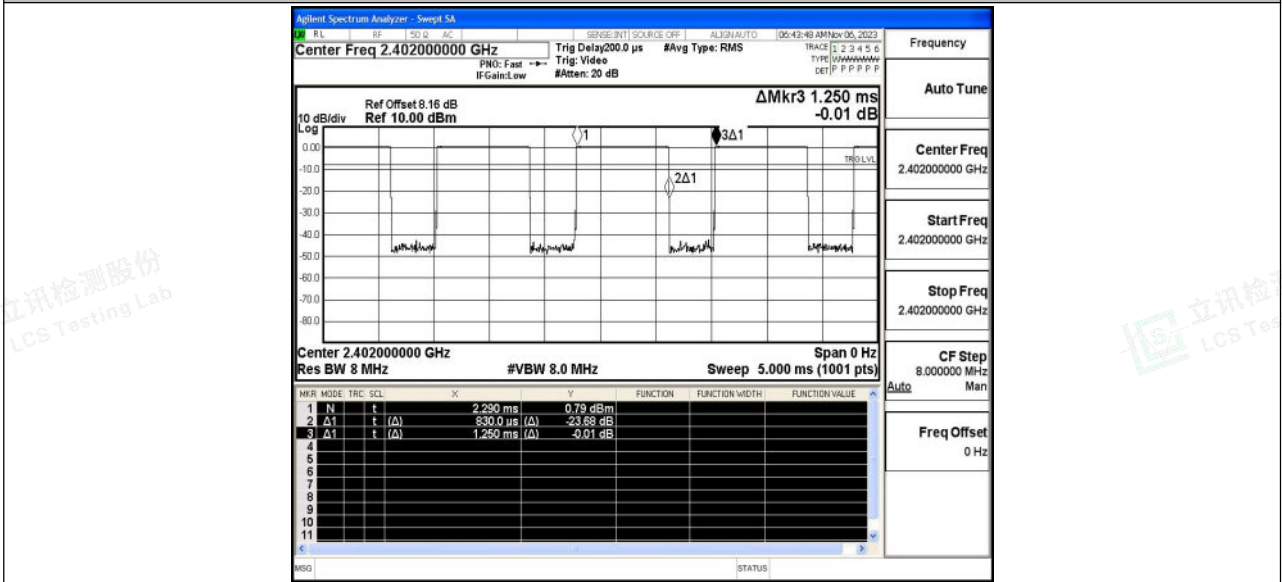 Agilent Spectrum Analyzer - Swept SA
RL RF 50 Ω AC SENSE:INT SOURCE OFF ALIGNAUTO 06:43:48 AM Nov 06, 2023
Center Freq 2.402000000 GHz
PNO: Fast
IFGain:Low
Trig Delay200.0 µs
Trig: Video
#Atten: 20 dB
#Avg Type: RMS
TRACE 1 2 3 4 5 6
TYPE WWWWWW
DET P P P P P P
Frequency
Auto Tune
ΔMkr3 1.250 ms
-0.01 dB
Ref Offset 8.16 dB
10 dB/div Ref 10.00 dBm
Log
1
3Δ1
0.00
TRIG LVL
-10.0
2Δ1
-20.0
-30.0
-40.0
-50.0
-60.0
-70.0
-80.0
Center Freq
2.402000000 GHz
Start Freq
2.402000000 GHz
Stop Freq
2.402000000 GHz
CF Step
8.000000 MHz
Auto Man
Freq Offset
0 Hz
Center 2.402000000 GHz Span 0 Hz
Res BW 8 MHz #VBW 8.0 MHz Sweep 5.000 ms (1001 pts)
MKR MODE TRC SCL X Y FUNCTION FUNCTION WIDTH FUNCTION VALUE
1 N t 2.290 ms 0.79 dBm
2 Δ1 t (Δ) 830.0 µs (Δ) -23.68 dB
3 Δ1 t (Δ) 1.250 ms (Δ) -0.01 dB
4
5
6
7
8
9
10
11
MSG STATUS
立讯检测股份
LCS Testing Lab
立讯检
LCS Tes